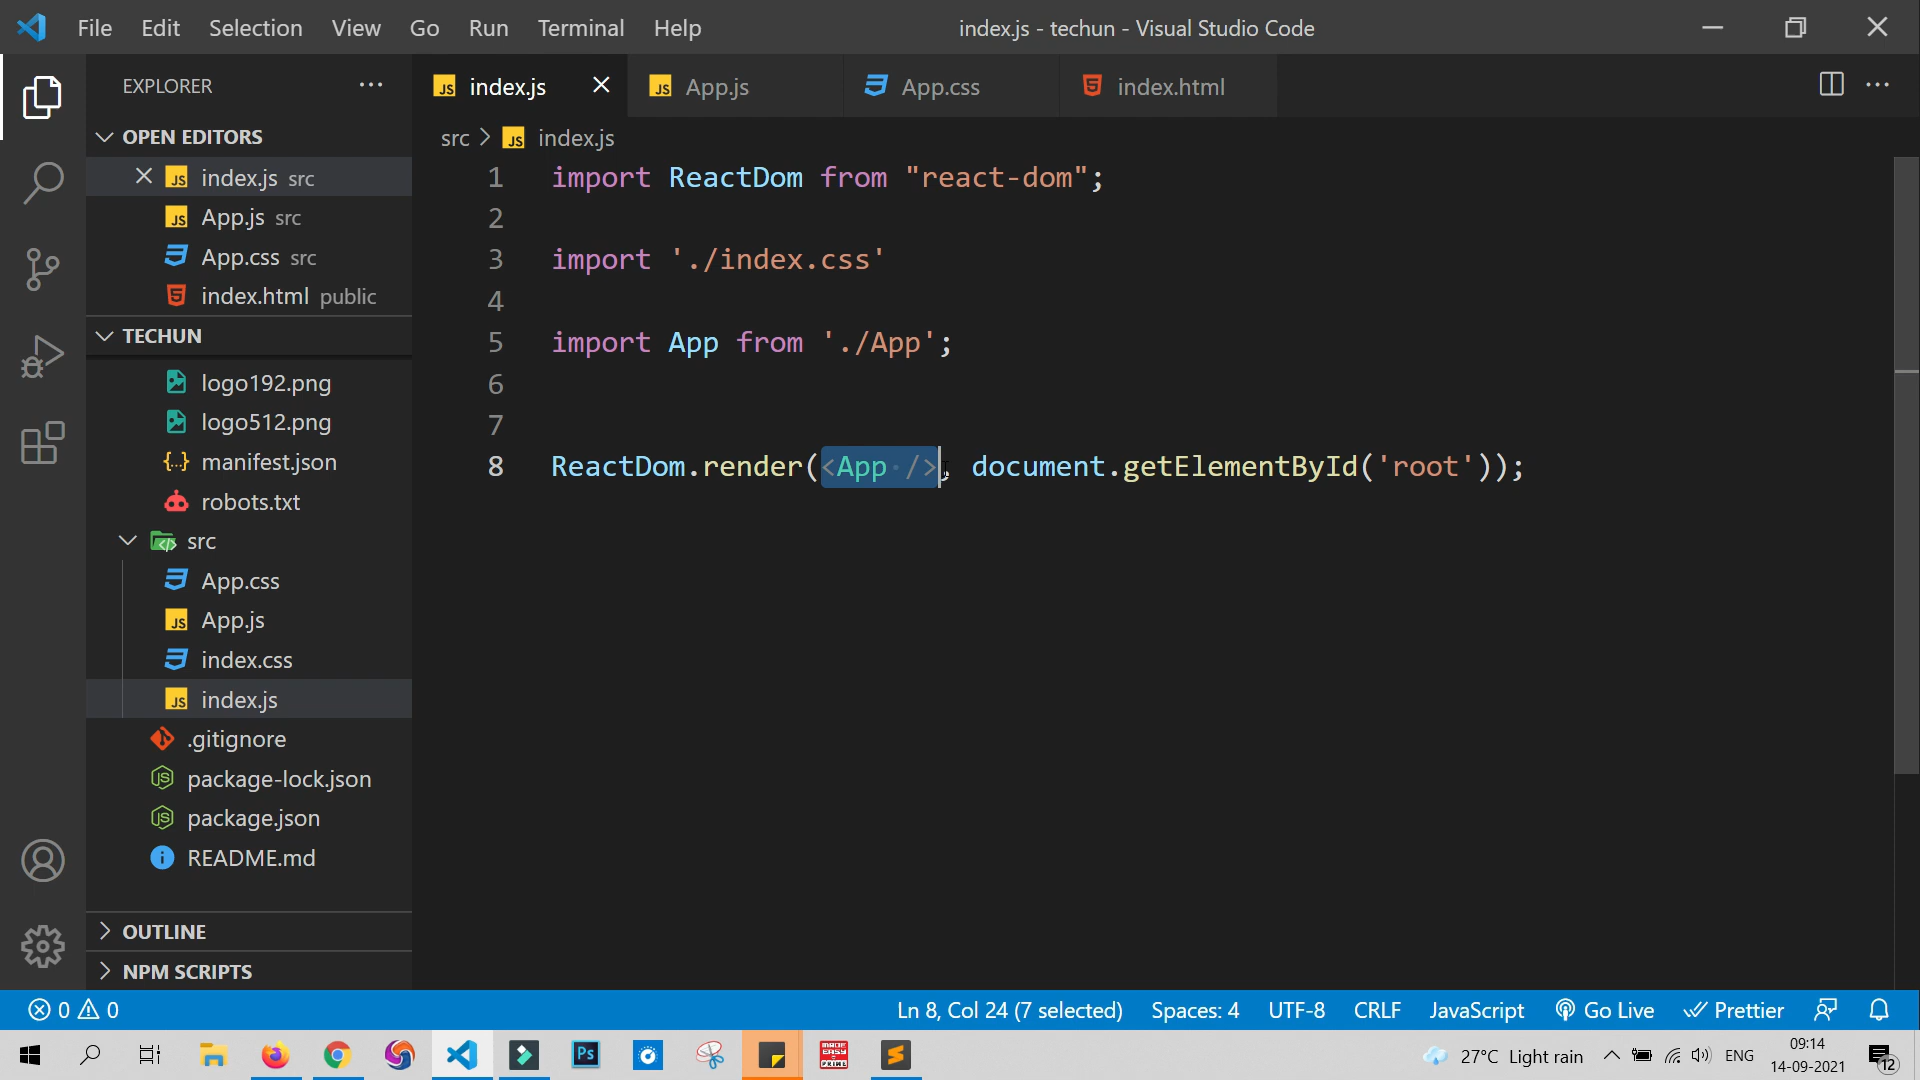 File Edit Selection View Go Run Terminal Help index.js - techun - Visual Studio Code
EXPLORER
index.js App.js App.css index.html
OPEN EDITORS
index.js src
App.js src
App.css src
index.html public
TECHUN
logo192.png
logo512.png
manifest.json
robots.txt
src
App.css
App.js
index.css
index.js
.gitignore
package-lock.json
package.json
README.md
OUTLINE
NPM SCRIPTS
src > index.js
1 import ReactDom from "react-dom";
2
3 import './index.css'
4
5 import App from './App';
6
7
8 ReactDom.render(<App />, document.getElementById('root'));
0 0 Ln 8, Col 24 (7 selected) Spaces: 4 UTF-8 CRLF JavaScript Go Live Prettier
27°C Light rain ENG 09:14
14-09-2021
12
Ps
MADE EASY PRIME